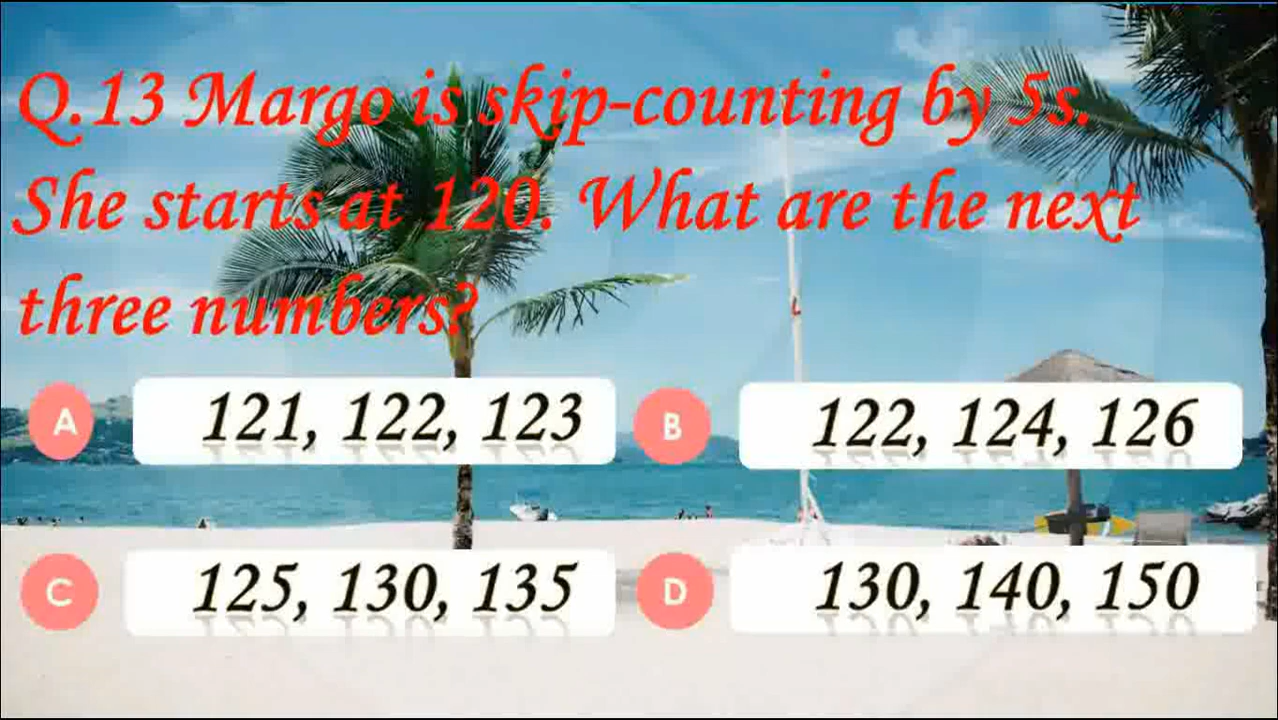 Q.13 Margo is skip-counting by 5s.
She starts at 120. What are the next
three numbers?
A 121, 122, 123 B 122, 124, 126
C 125, 130, 135 D 130, 140, 150